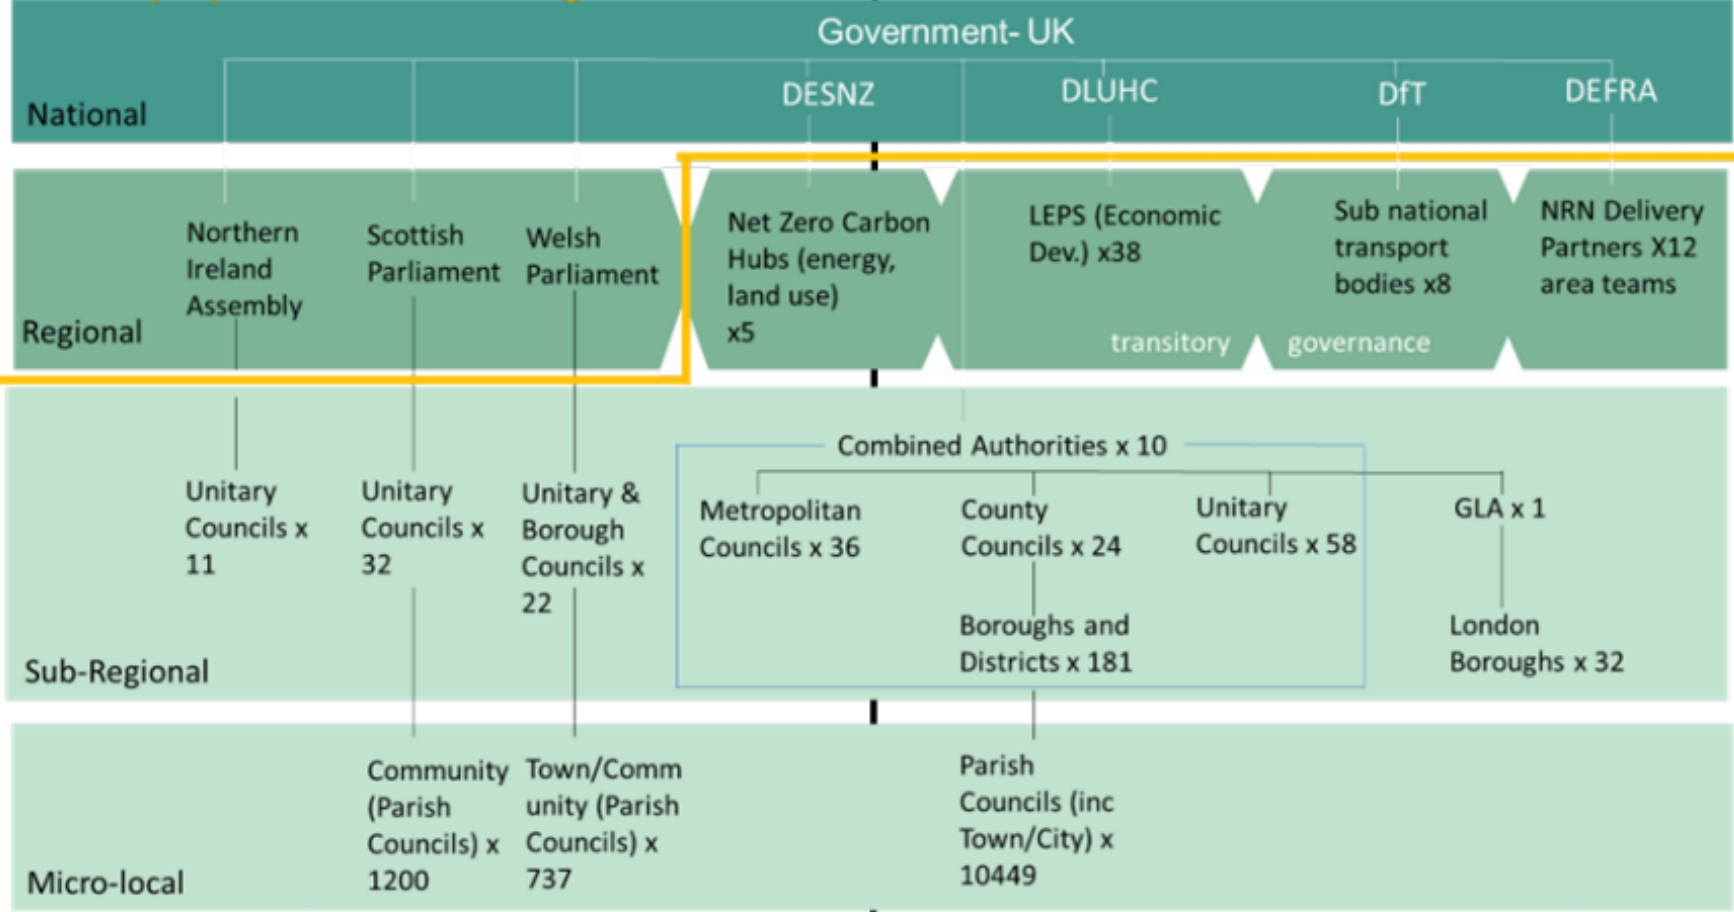 Government- UK
National
DESNZ
DLUHC
DfT
DEFRA
Regional
Northern
Ireland
Assembly
Scottish
Parliament
Welsh
Parliament
Net Zero Carbon
Hubs (energy,
land use)
x5
LEPS (Economic
Dev.) x38
Sub national
transport
bodies x8
NRN Delivery
Partners X12
area teams
transitory
governance
Sub-Regional
Unitary
Councils x
11
Unitary
Councils x
32
Unitary &
Borough
Councils x
22
Combined Authorities x 10
Metropolitan
Councils x 36
County
Councils x 24
Unitary
Councils x 58
GLA x 1
Boroughs and
Districts x 181
London
Boroughs x 32
Micro-local
Community
(Parish
Councils) x
1200
Town/Comm
unity (Parish
Councils) x
737
Parish
Councils (inc
Town/City) x
10449